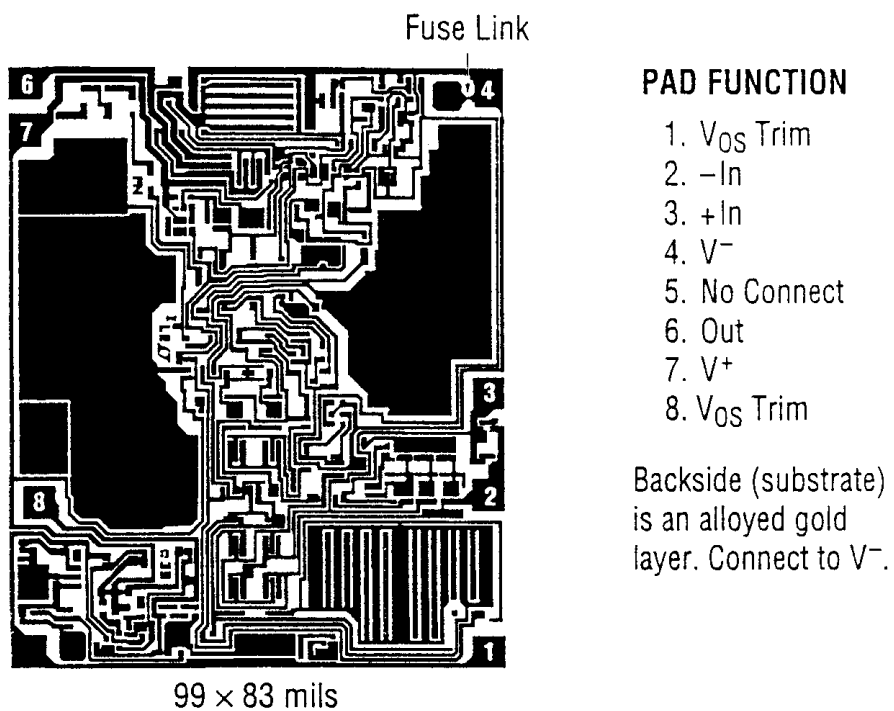 Fuse Link
6
4
7
3
8
2
1
99 × 83 mils
PAD FUNCTION
1. VOS Trim
2. –In
3. +In
4. V–
5. No Connect
6. Out
7. V+
8. VOS Trim
Backside (substrate)
is an alloyed gold
layer. Connect to V–.